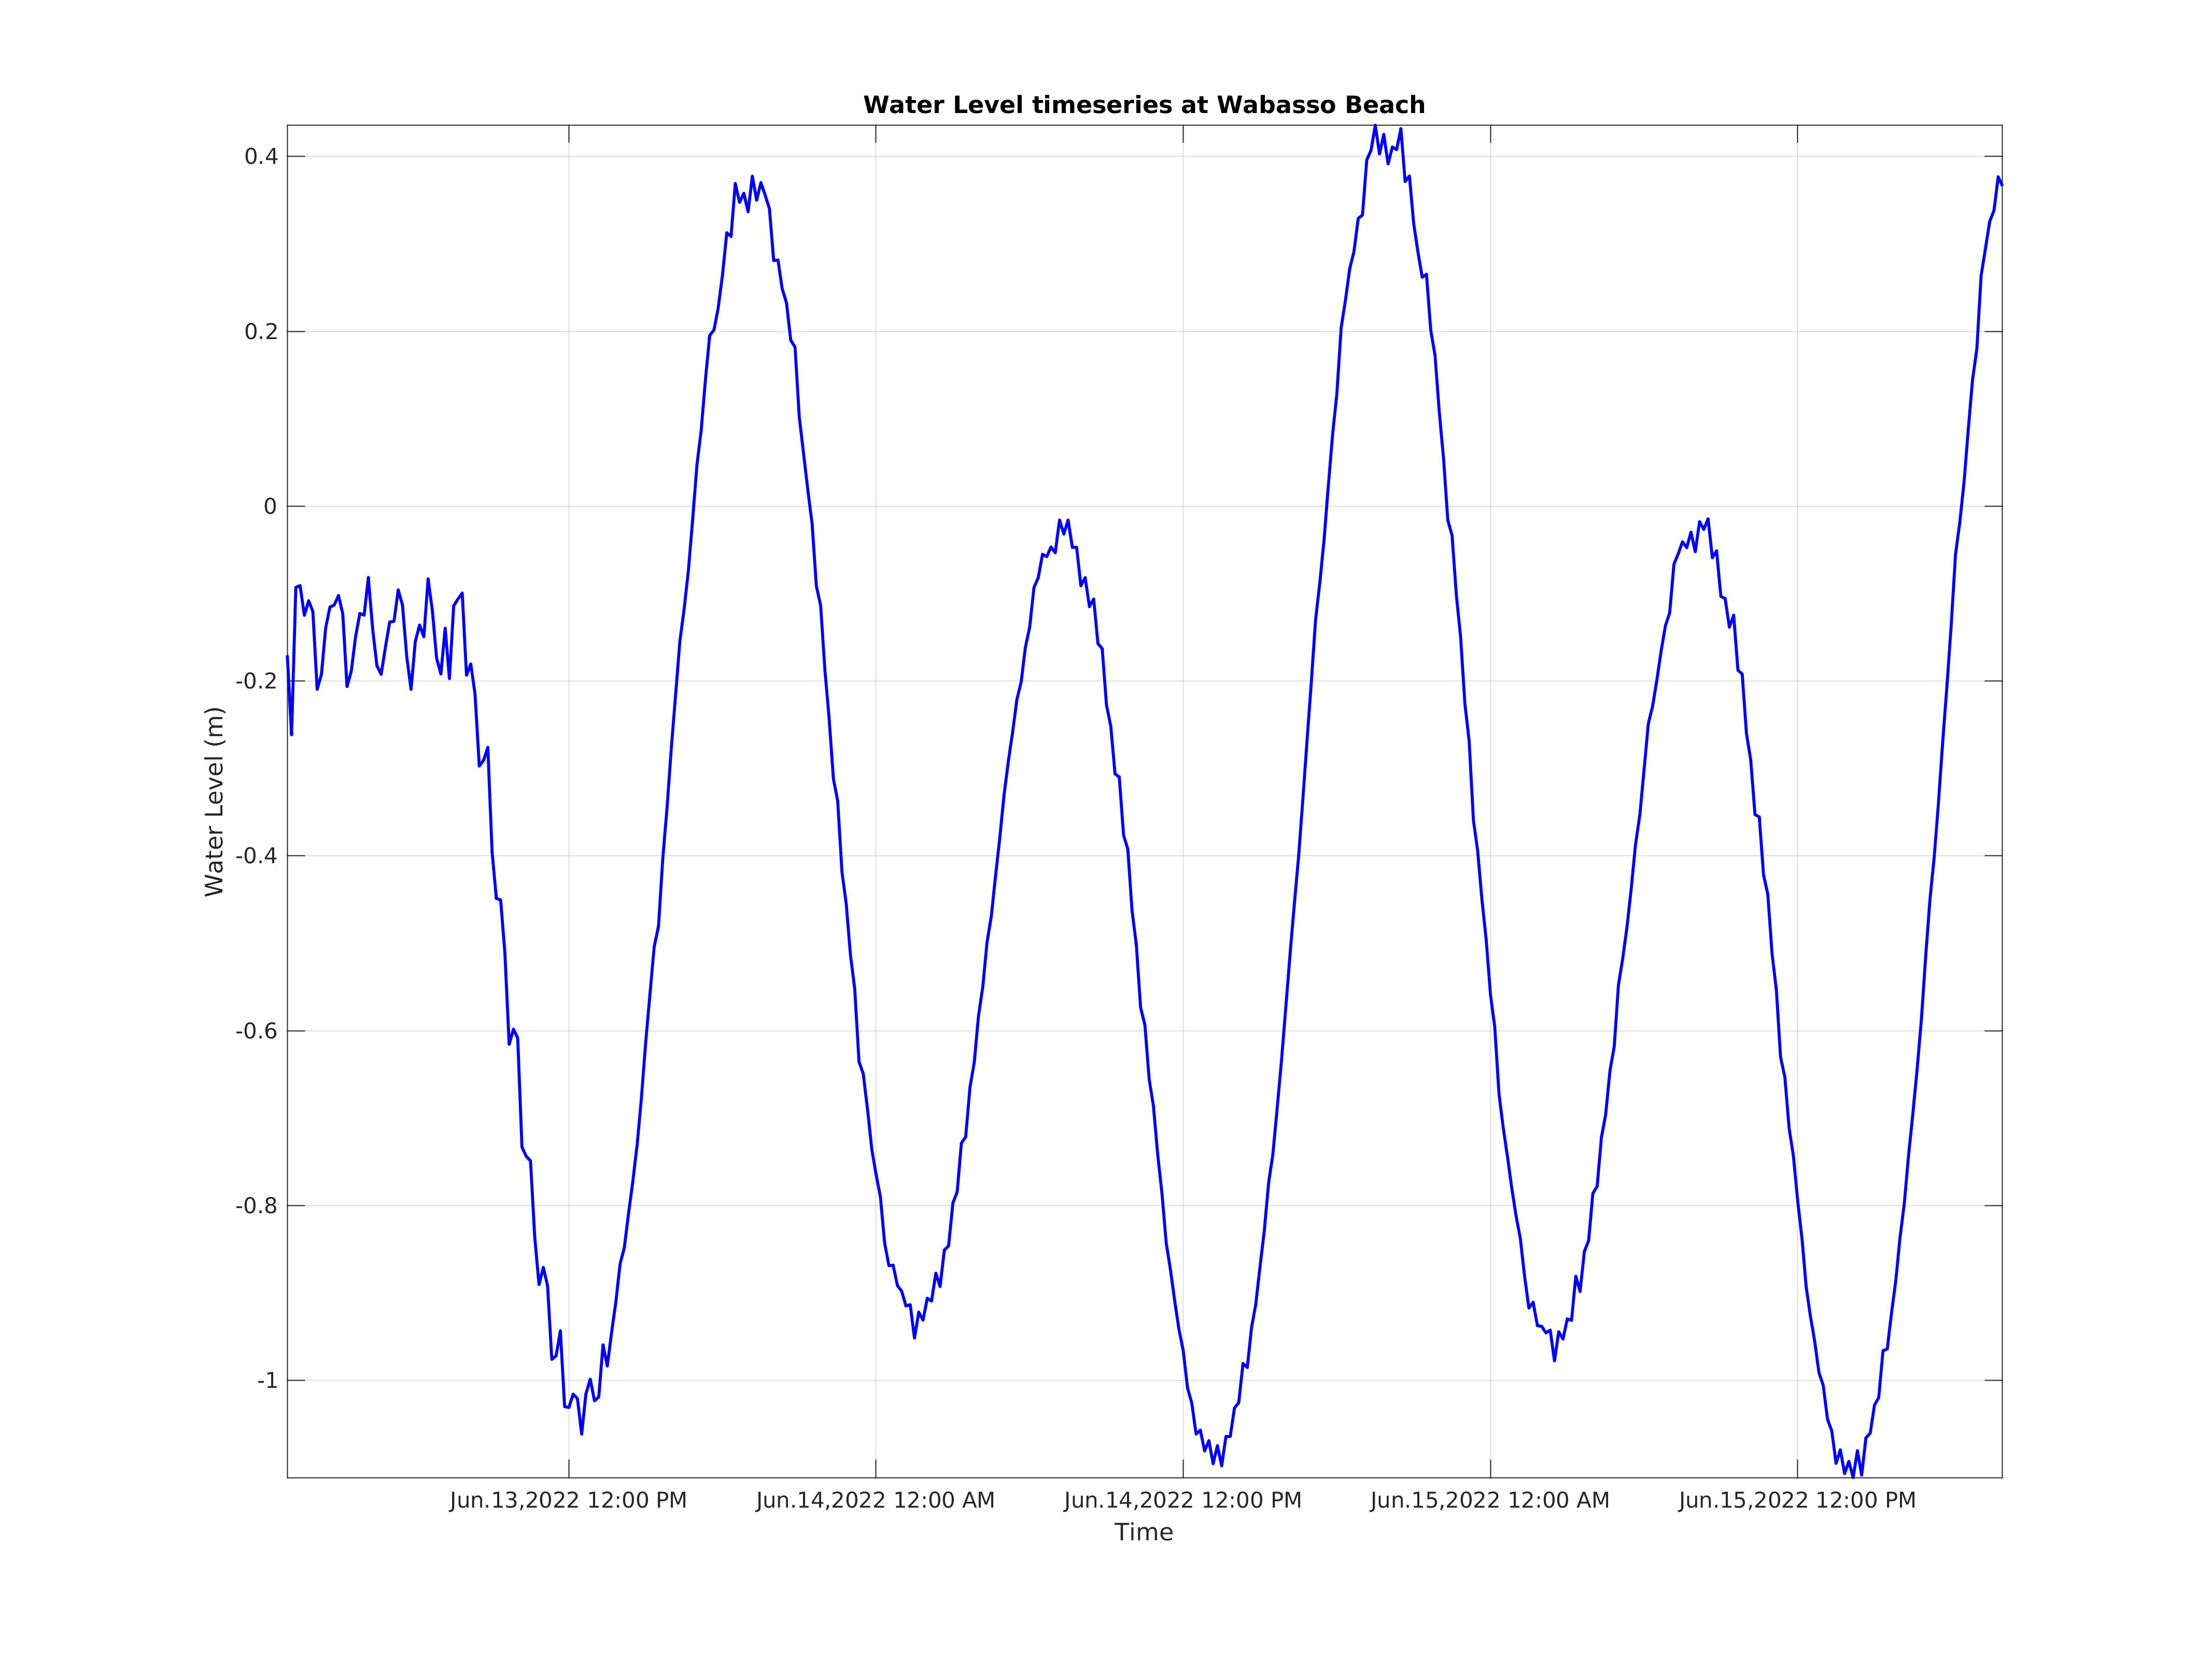 Water Level timeseries at Wabasso Beach
0.4
0.2
0
-0.2
-0.4
-0.6
-0.8
-1
Water Level (m)
Jun.13,2022 12:00 PM Jun.14,2022 12:00 AM Jun.14,2022 12:00 PM Jun.15,2022 12:00 AM Jun.15,2022 12:00 PM
Time